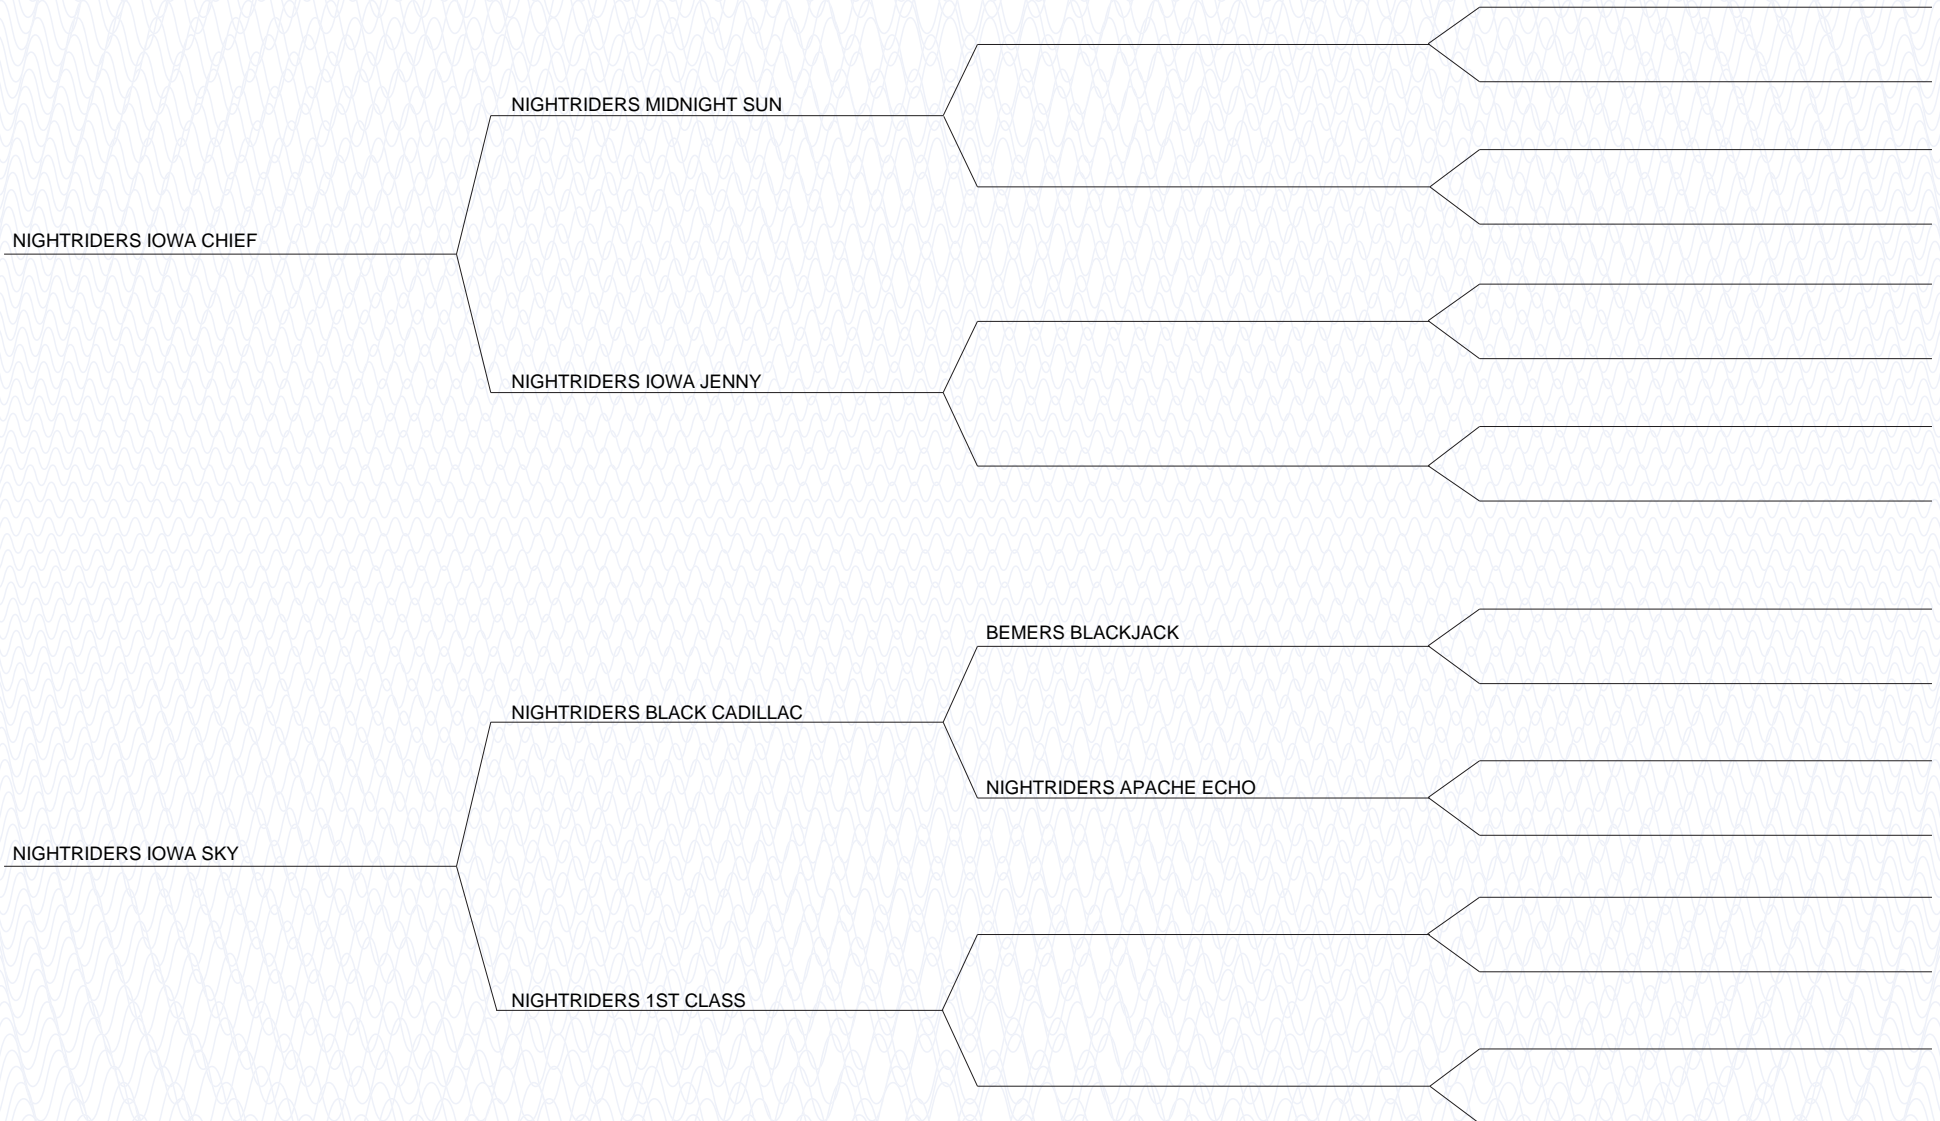 NIGHTRIDERS MIDNIGHT SUN
NIGHTRIDERS IOWA CHIEF
NIGHTRIDERS IOWA JENNY
BEMERS BLACKJACK
NIGHTRIDERS BLACK CADILLAC
NIGHTRIDERS APACHE ECHO
NIGHTRIDERS IOWA SKY
NIGHTRIDERS 1ST CLASS